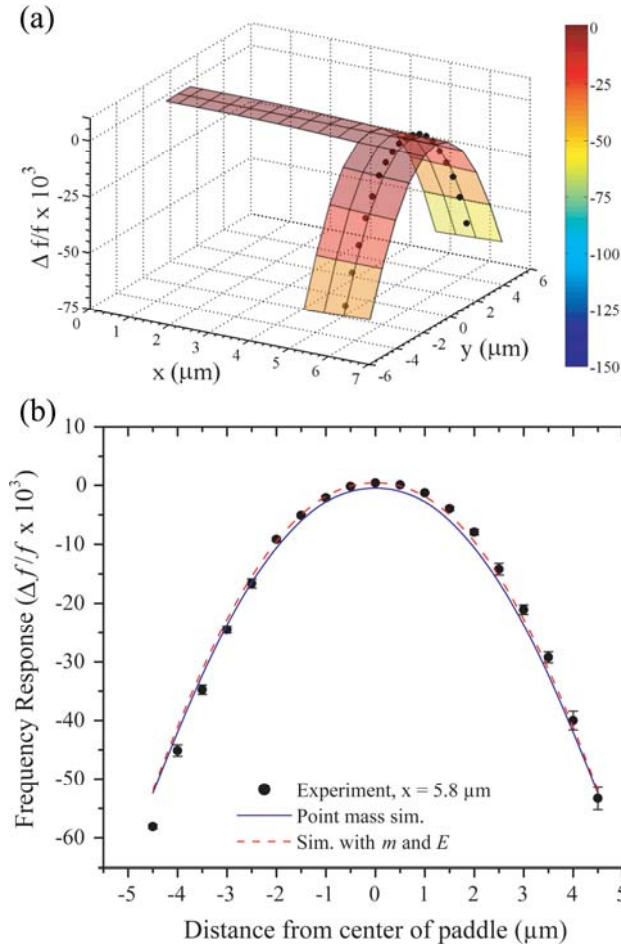 (a)
0
-25
-50
-75
-100
-125
-150
0
-25
-50
-75
Δ f/f x 10³
0 1 2 3 4 5 6 7
x (μm)
-6 -4 -2 0 2 4 6
y (μm)
(b)
10
0
-10
-20
-30
-40
-50
-60
Frequency Response (Δf/f x 10³)
Experiment, x = 5.8 μm
Point mass sim.
Sim. with m and E
-5 -4 -3 -2 -1 0 1 2 3 4 5
Distance from center of paddle (μm)